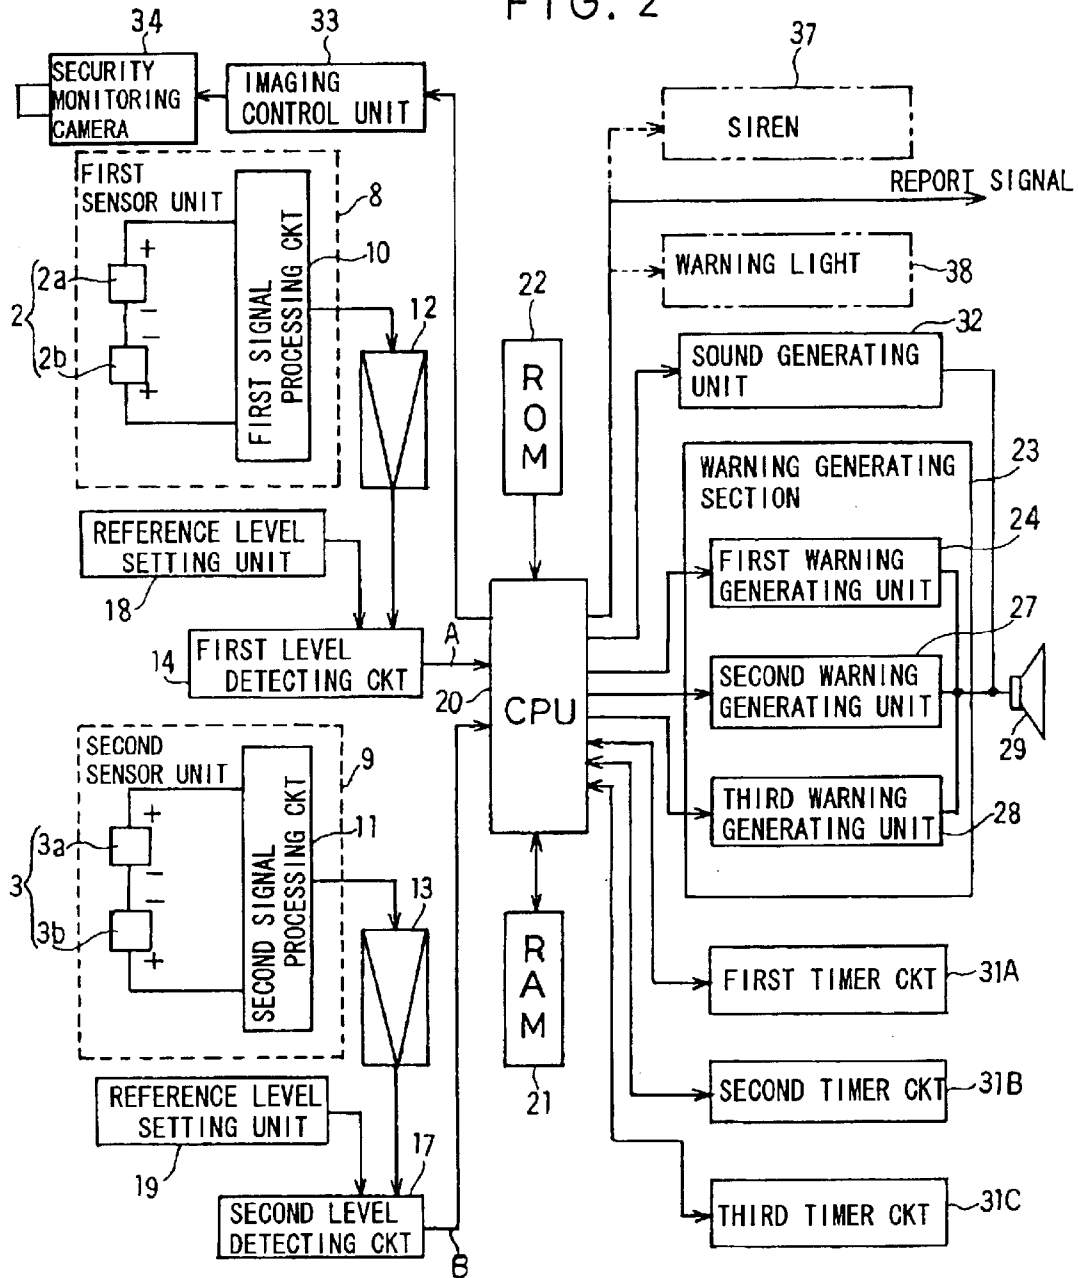 FIG. 2
34
33
37
SECURITY
MONITORING
CAMERA
IMAGING
CONTROL UNIT
SIREN
REPORT SIGNAL
FIRST
SENSOR UNIT
8
+
2a
−
−
2b
+
2
FIRST SIGNAL
PROCESSING CKT
10
12
WARNING LIGHT
38
22
ROM
32
SOUND GENERATING
UNIT
REFERENCE LEVEL
SETTING UNIT
18
WARNING GENERATING
SECTION
23
24
FIRST WARNING
GENERATING UNIT
27
SECOND WARNING
GENERATING UNIT
29
THIRD WARNING
GENERATING UNIT
28
14
FIRST LEVEL
DETECTING CKT
A
20
CPU
SECOND
SENSOR UNIT
9
+
3a
−
−
3b
+
3
SECOND SIGNAL
PROCESSING CKT
11
13
RAM
21
FIRST TIMER CKT
31A
SECOND TIMER CKT
31B
THIRD TIMER CKT
31C
REFERENCE LEVEL
SETTING UNIT
19
17
SECOND LEVEL
DETECTING CKT
B